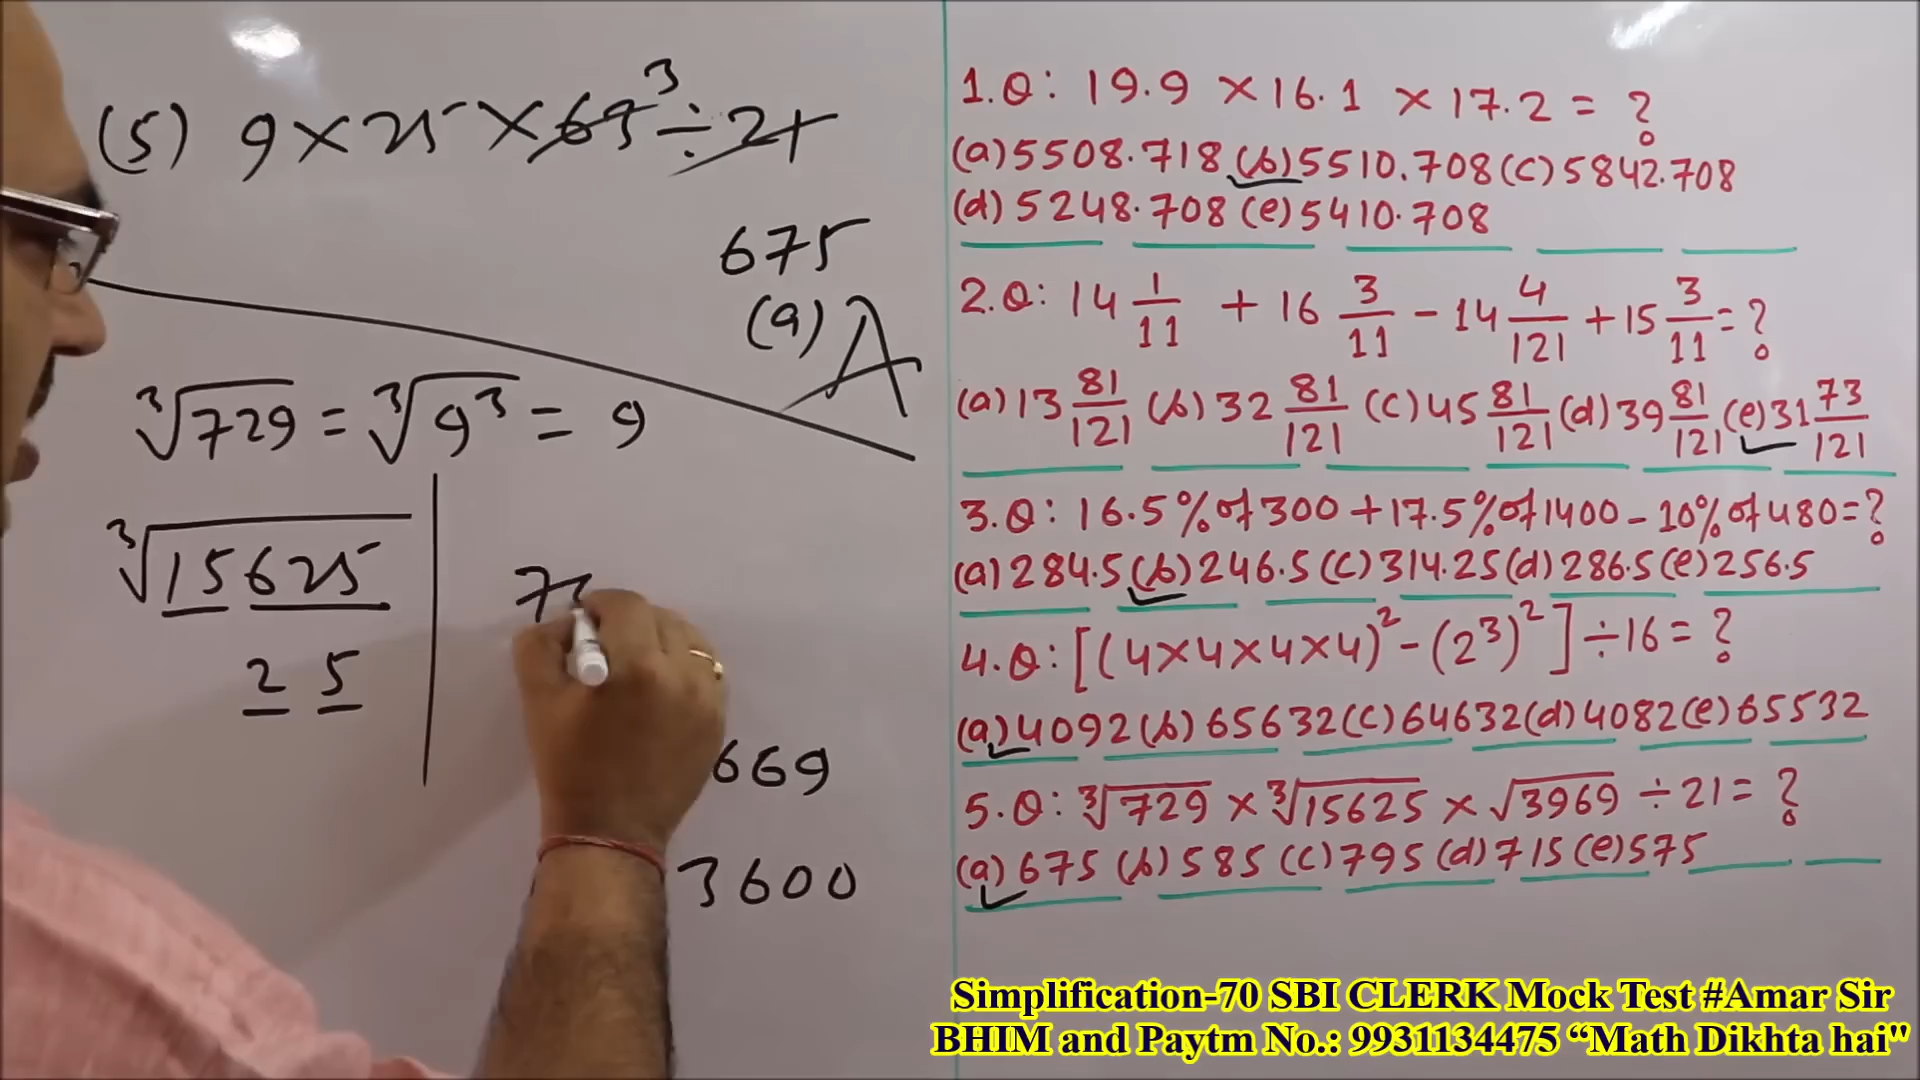 (5) 9 × 25 × 63 3 ÷ 21
675
(a) A
∛729 = ∛9³ = 9
∛15625
2 5
669
3600
1.Q: 19.9 × 16.1 × 17.2 = ?
(a) 5508.718 (b) 5510.708 (c) 5842.708
(d) 5248.708 (e) 5410.708
2.Q: 14 1/11 + 16 3/11 - 14 4/121 + 15 3/11 = ?
(a) 13 81/121 (b) 32 81/121 (c) 45 81/121 (d) 39 81/121 (e) 31 73/121
3.Q: 16.5% of 300 + 17.5% of 1400 - 10% of 480 = ?
(a) 284.5 (b) 246.5 (c) 314.25 (d) 286.5 (e) 256.5
4.Q: [(4×4×4×4)² - (2³)²] ÷ 16 = ?
(a) 4092 (b) 65632 (c) 64632 (d) 4082 (e) 65532
5.Q: ∛729 × ∛15625 × √3969 ÷ 21 = ?
(a) 675 (b) 585 (c) 795 (d) 715 (e) 575
Simplification-70 SBI CLERK Mock Test #Amar Sir
BHIM and Paytm No.: 9931134475 “Math Dikhta hai"